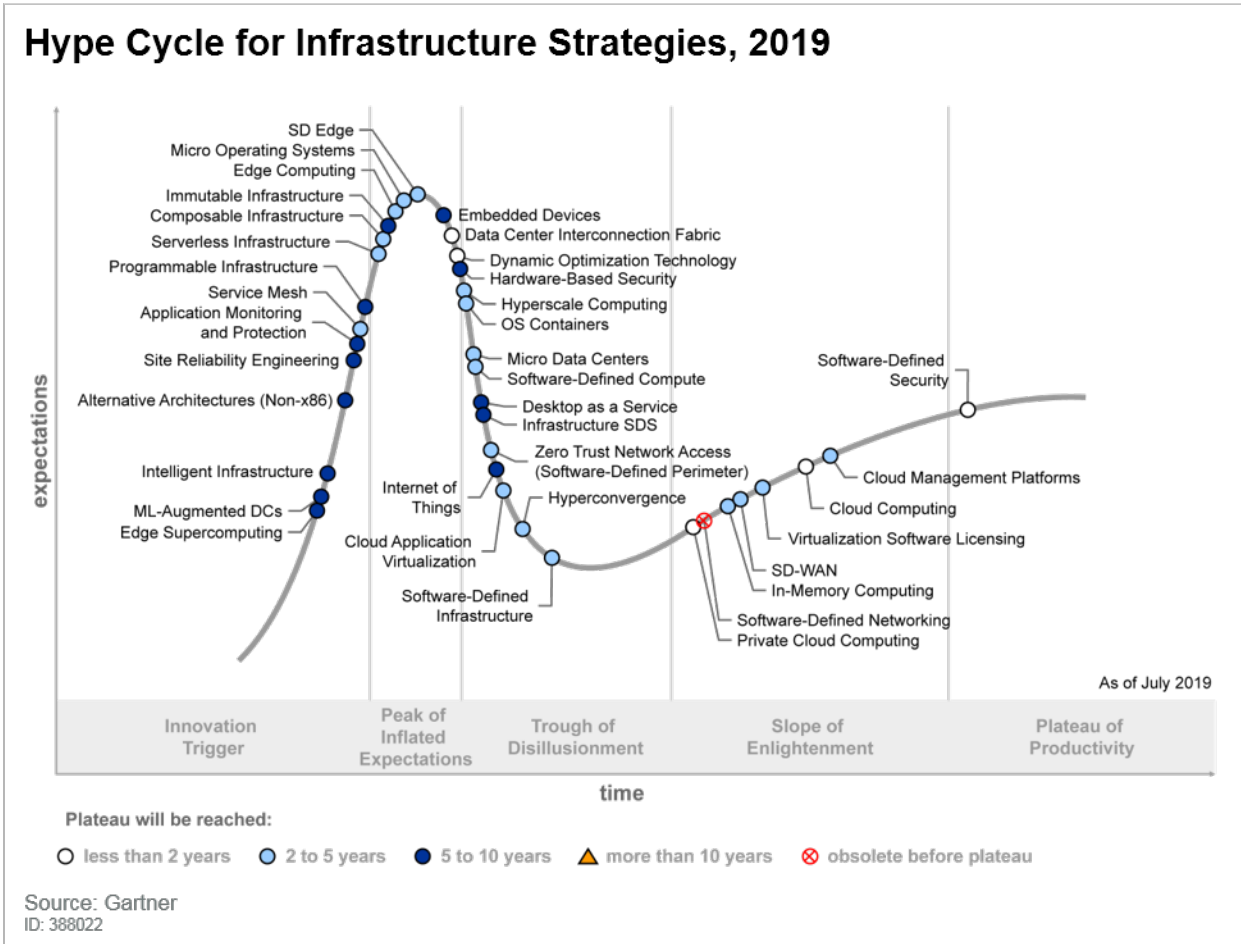 Hype Cycle for Infrastructure Strategies, 2019
SD Edge
Micro Operating Systems
Edge Computing
Immutable Infrastructure
Composable Infrastructure
Serverless Infrastructure
Programmable Infrastructure
Service Mesh
Application Monitoring
and Protection
Site Reliability Engineering
Alternative Architectures (Non-x86)
Intelligent Infrastructure
ML-Augmented DCs
Edge Supercomputing
Embedded Devices
Data Center Interconnection Fabric
Dynamic Optimization Technology
Hardware-Based Security
Hyperscale Computing
OS Containers
Micro Data Centers
Software-Defined Compute
Desktop as a Service
Infrastructure SDS
Zero Trust Network Access
(Software-Defined Perimeter)
Internet of
Things
Hyperconvergence
Cloud Application
Virtualization
Software-Defined
Infrastructure
Software-Defined
Security
Cloud Management Platforms
Cloud Computing
Virtualization Software Licensing
SD-WAN
In-Memory Computing
Software-Defined Networking
Private Cloud Computing
expectations
As of July 2019
Innovation
Trigger
Peak of
Inflated
Expectations
Trough of
Disillusionment
Slope of
Enlightenment
Plateau of
Productivity
time
Plateau will be reached:
less than 2 years
2 to 5 years
5 to 10 years
more than 10 years
obsolete before plateau
Source: Gartner
ID: 388022